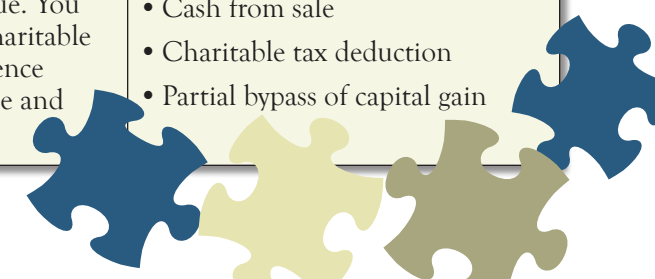 ue. You
haritable
ence
e and
• Cash from sale
• Charitable tax deduction
• Partial bypass of capital gain